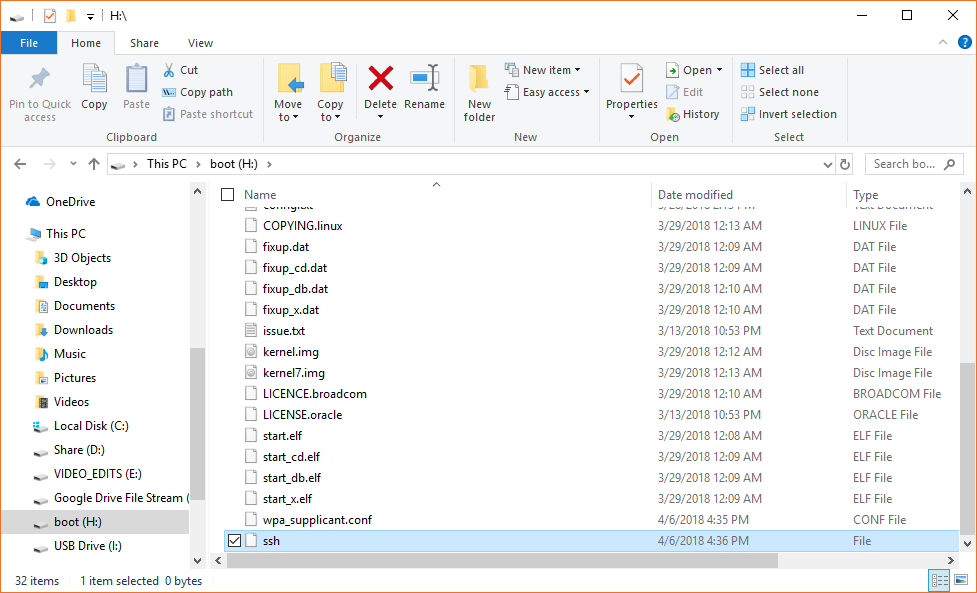 H:\
File Home Share View
Pin to Quick access
Copy
Paste
Cut
Copy path
Paste shortcut
Clipboard
Move to
Copy to
Delete
Rename
Organize
New folder
New item
Easy access
New
Properties
Open
Edit
History
Open
Select all
Select none
Invert selection
Select
This PC boot (H:)
Search bo...
OneDrive
This PC
3D Objects
Desktop
Documents
Downloads
Music
Pictures
Videos
Local Disk (C:)
Share (D:)
VIDEO_EDITS (E:)
Google Drive File Stream (
boot (H:)
USB Drive (I:)
Name Date modified Type
COPYING.linux 3/29/2018 12:13 AM LINUX File
fixup.dat 3/29/2018 12:09 AM DAT File
fixup_cd.dat 3/29/2018 12:09 AM DAT File
fixup_db.dat 3/29/2018 12:10 AM DAT File
fixup_x.dat 3/29/2018 12:10 AM DAT File
issue.txt 3/13/2018 10:53 PM Text Document
kernel.img 3/29/2018 12:12 AM Disc Image File
kernel7.img 3/29/2018 12:13 AM Disc Image File
LICENCE.broadcom 3/29/2018 12:10 AM BROADCOM File
LICENSE.oracle 3/13/2018 10:53 PM ORACLE File
start.elf 3/29/2018 12:08 AM ELF File
start_cd.elf 3/29/2018 12:09 AM ELF File
start_db.elf 3/29/2018 12:09 AM ELF File
start_x.elf 3/29/2018 12:09 AM ELF File
wpa_supplicant.conf 4/6/2018 4:35 PM CONF File
ssh 4/6/2018 4:36 PM File
32 items 1 item selected 0 bytes